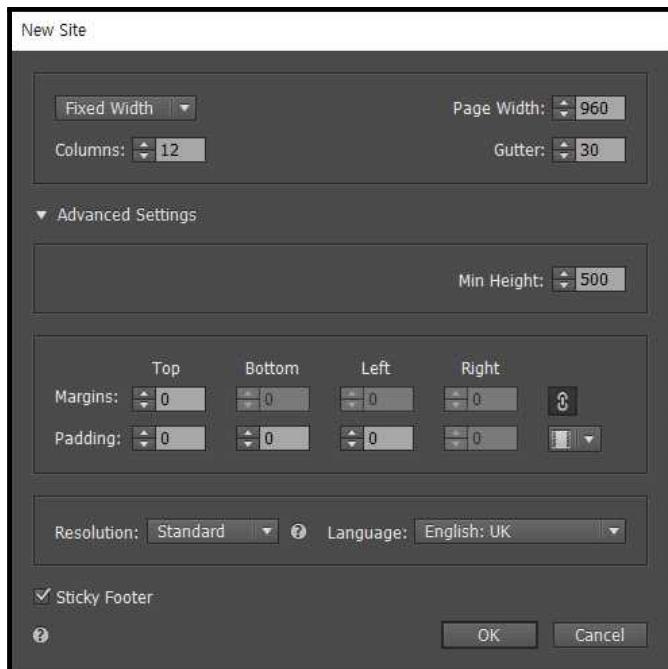 New Site
Fixed Width Page Width: 960
Columns: 12 Gutter: 30
Advanced Settings
Min Height: 500
Top Bottom Left Right
Margins: 0 0 0 0
Padding: 0 0 0 0
Resolution: Standard ? Language: English: UK
Sticky Footer
? OK Cancel